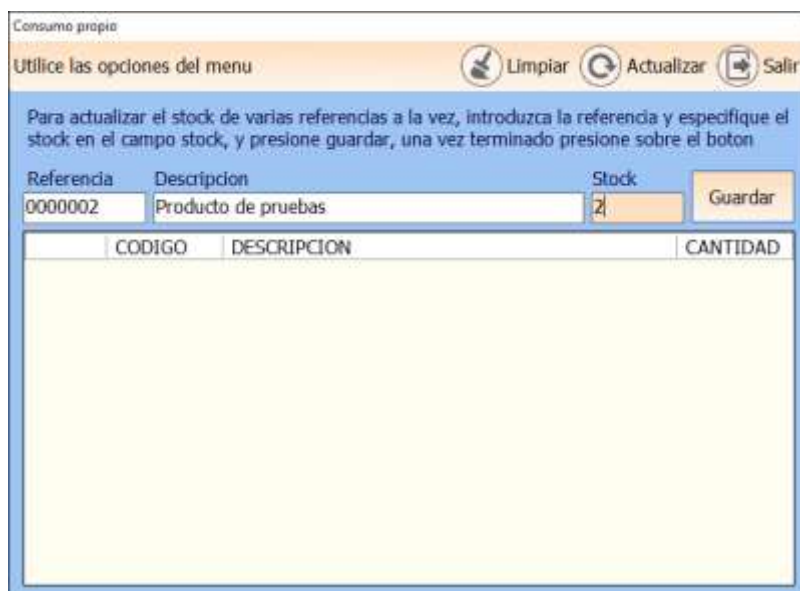 Consumo propio
Utilice las opciones del menu Limpiar Actualizar Salir
Para actualizar el stock de varias referencias a la vez, introduzca la referencia y especifique el
stock en el campo stock, y presione guardar, una vez terminado presione sobre el boton
Referencia Descripcion Stock
0000002 Producto de pruebas 2 Guardar
CODIGO DESCRIPCION CANTIDAD